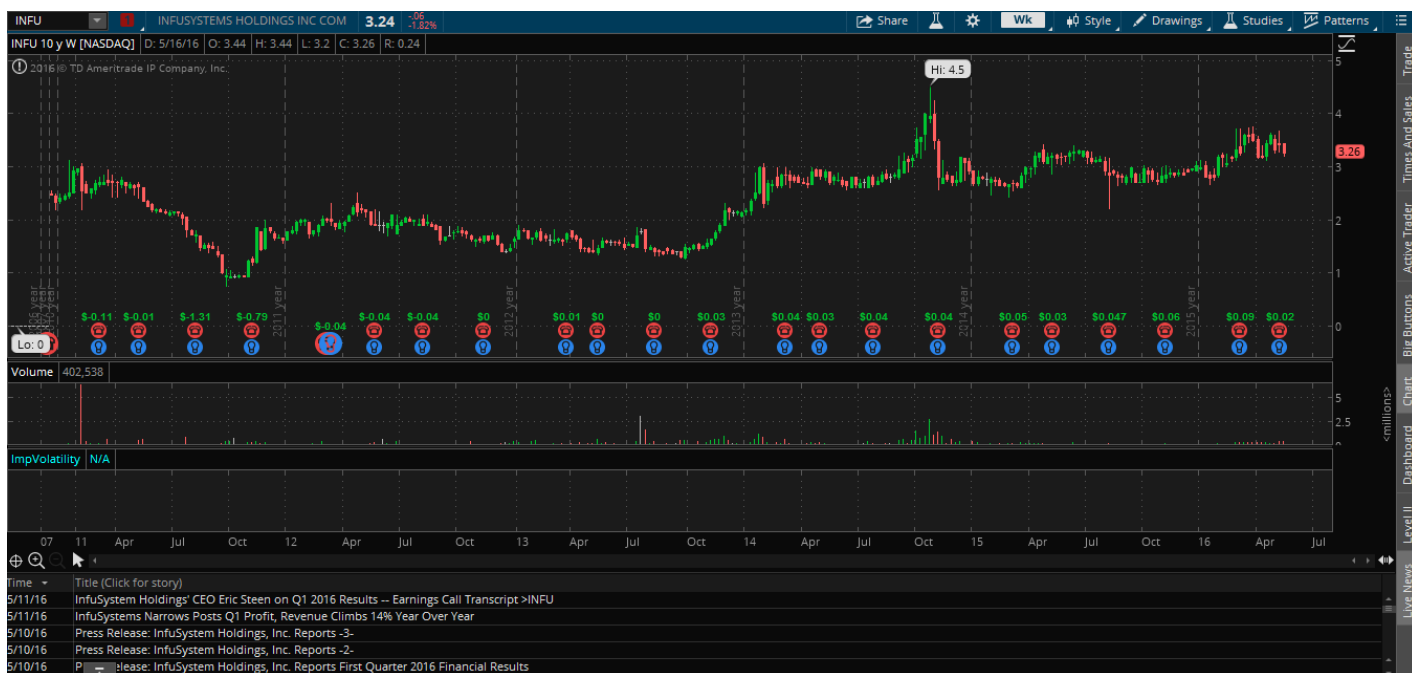 INFU 1 INFUSYSTEMS HOLDINGS INC COM 3.24 -.06 -1.82% Share Wk Style Drawings Studies Patterns
INFU 10 y W [NASDAQ] D: 5/16/16 O: 3.44 H: 3.44 L: 3.2 C: 3.26 R: 0.24
2016 © TD Ameritrade IP Company, Inc.
Hi: 4.5
5
4
3.26
3
2
1
0
2011 year 2012 year 2013 year 2014 year 2015 year
$-0.11 $-0.01 $-1.31 $-0.79 $-0.04 $-0.04 $-0.04 $0 $0.01 $0 $0 $0.03 $0.04 $0.03 $0.04 $0.04 $0.05 $0.03 $0.047 $0.06 $0.09 $0.02
Lo: 0
Volume 402,538
5
2.5
0
<millions>
ImpVolatility N/A
07 11 Apr Jul Oct 12 Apr Jul Oct 13 Apr Jul Oct 14 Apr Jul Oct 15 Apr Jul Oct 16 Apr Jul
Time Title (Click for story)
5/11/16 InfuSystem Holdings' CEO Eric Steen on Q1 2016 Results -- Earnings Call Transcript >INFU
5/11/16 InfuSystems Narrows Posts Q1 Profit, Revenue Climbs 14% Year Over Year
5/10/16 Press Release: InfuSystem Holdings, Inc. Reports -3-
5/10/16 Press Release: InfuSystem Holdings, Inc. Reports -2-
5/10/16 P elease: InfuSystem Holdings, Inc. Reports First Quarter 2016 Financial Results
Trade
Times And Sales
Active Trader
Big Buttons
Chart
Dashboard
Level II
Live News